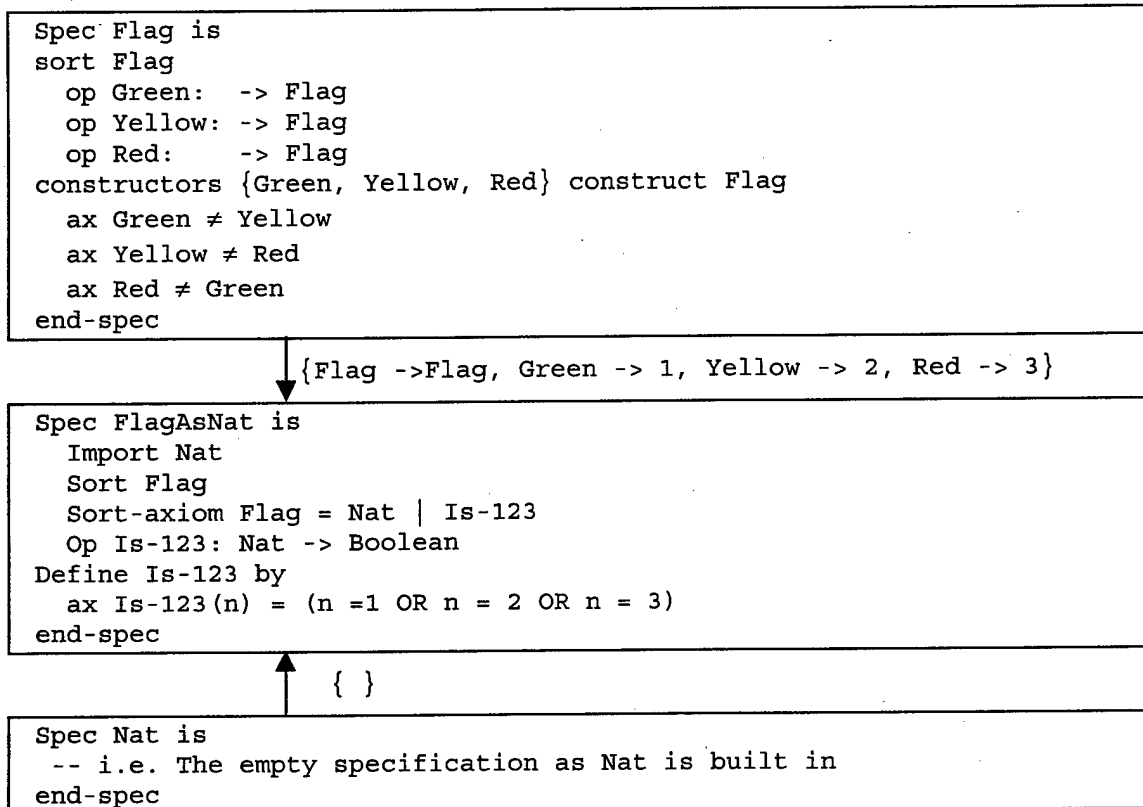 Spec Flag is
sort Flag
op Green: -> Flag
op Yellow: -> Flag
op Red: -> Flag
constructors {Green, Yellow, Red} construct Flag
ax Green ≠ Yellow
ax Yellow ≠ Red
ax Red ≠ Green
end-spec
{Flag ->Flag, Green -> 1, Yellow -> 2, Red -> 3}
Spec FlagAsNat is
Import Nat
Sort Flag
Sort-axiom Flag = Nat | Is-123
Op Is-123: Nat -> Boolean
Define Is-123 by
ax Is-123(n) = (n =1 OR n = 2 OR n = 3)
end-spec
{ }
Spec Nat is
-- i.e. The empty specification as Nat is built in
end-spec